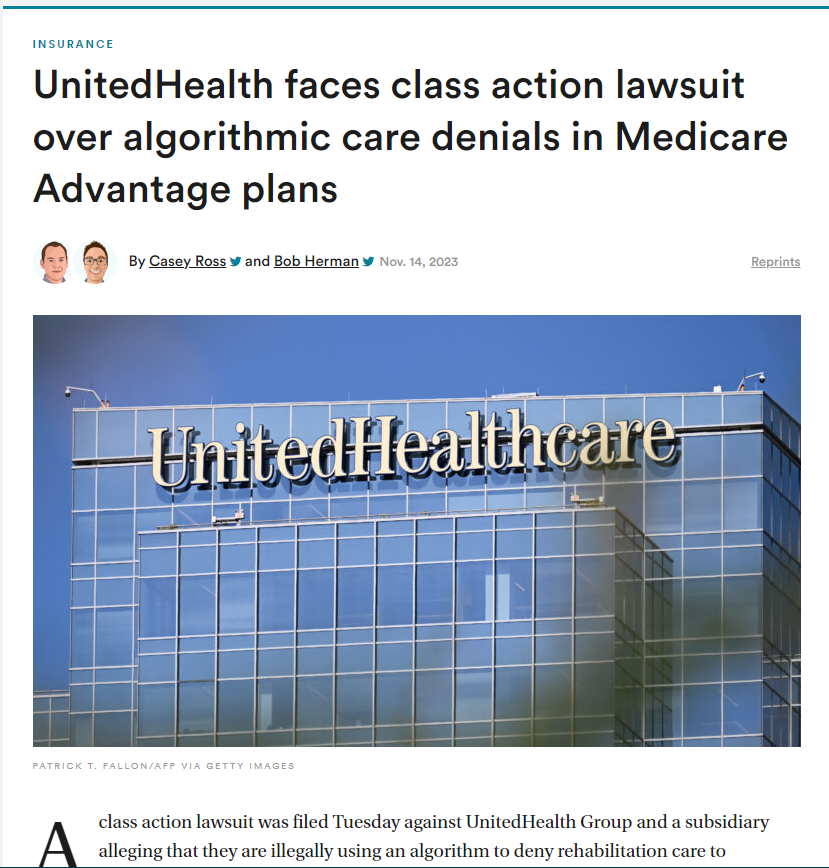 INSURANCE
UnitedHealth faces class action lawsuit
over algorithmic care denials in Medicare
Advantage plans
By Casey Ross and Bob Herman Nov. 14, 2023
Reprints
UnitedHealthcare
PATRICK T. FALLON/AFP VIA GETTY IMAGES
A class action lawsuit was filed Tuesday against UnitedHealth Group and a subsidiary
alleging that they are illegally using an algorithm to deny rehabilitation care to